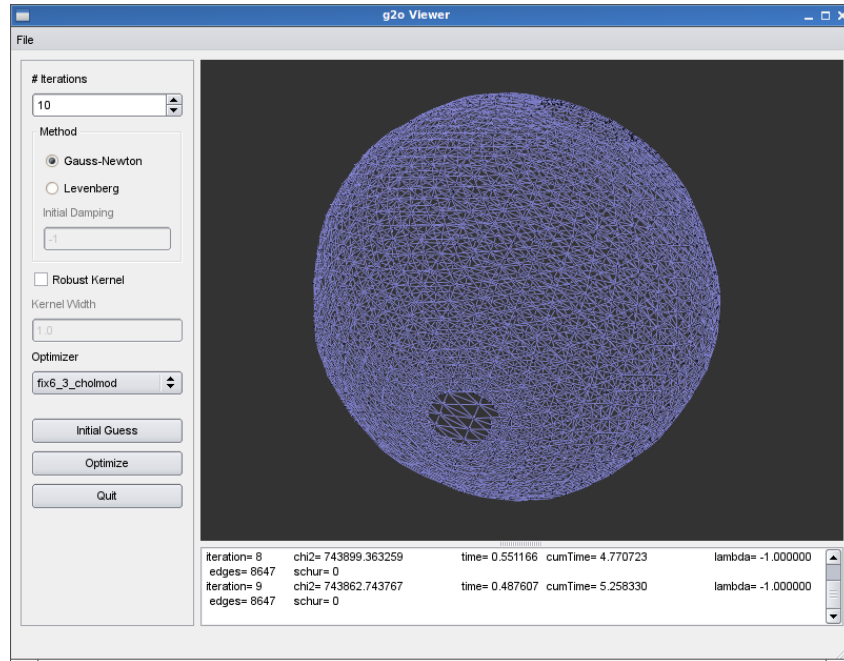 g2o Viewer
File
# Iterations
10
Method
Gauss-Newton
Levenberg
Initial Damping
-1
Robust Kernel
Kernel Width
1.0
Optimizer
fix6_3_cholmod
Initial Guess
Optimize
Quit
iteration= 8 chi2= 743899.363259 time= 0.551166 cumTime= 4.770723 lambda= -1.000000
edges= 8647 schur= 0
iteration= 9 chi2= 743862.743767 time= 0.487607 cumTime= 5.258330 lambda= -1.000000
edges= 8647 schur= 0